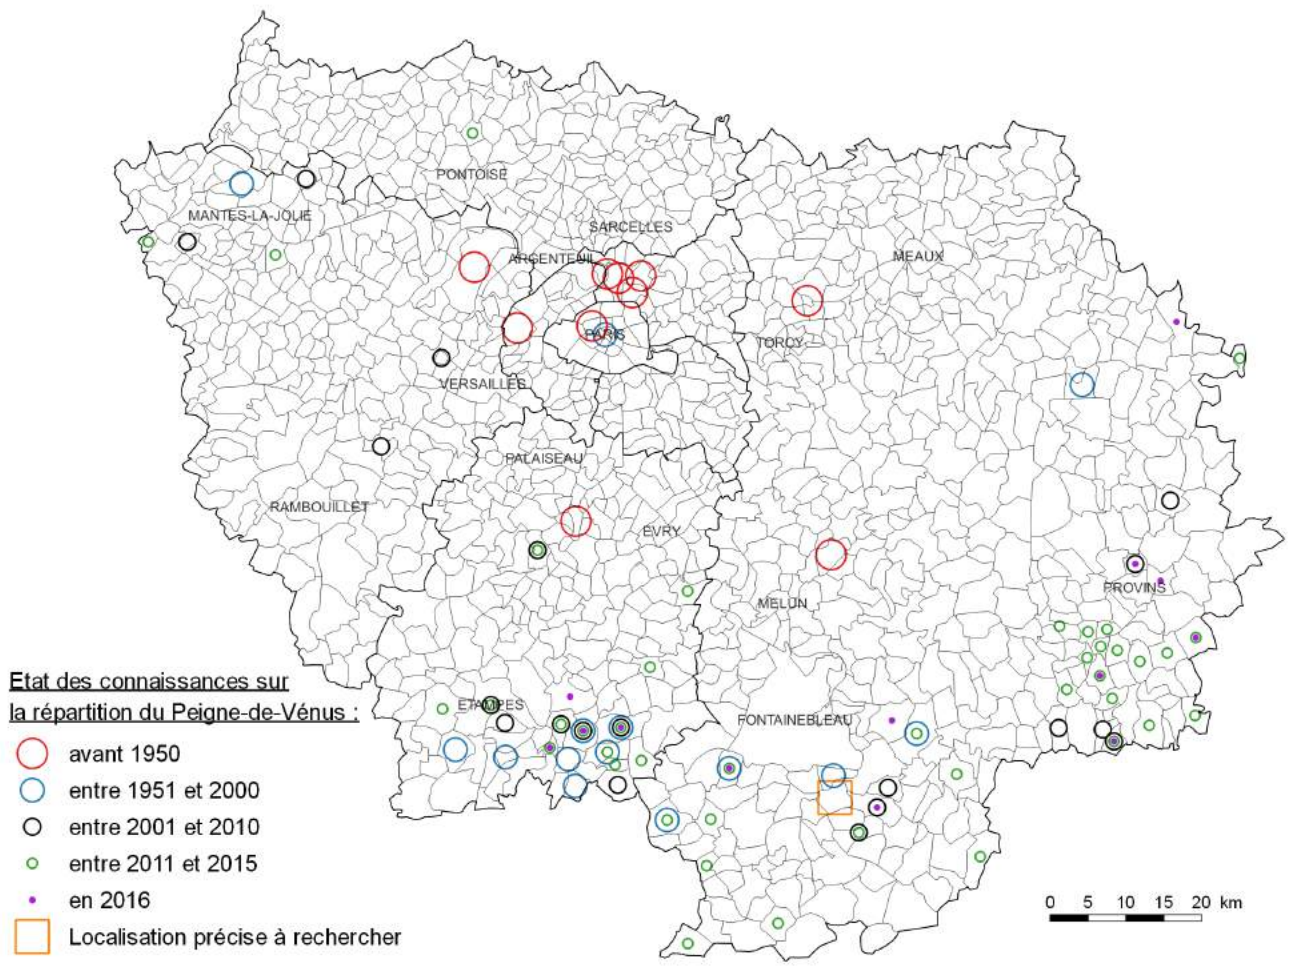 PONTOISE
MANTES-LA-JOLIE
SARCELLES
ARGENTEUIL
MEAUX
PARIS
TORCY
VERSAILLES
PALAISEAU
RAMBOUILLET
EVRY
PROVINS
MELUN
ETAMPES
FONTAINEBLEAU
Etat des connaissances sur
la répartition du Peigne-de-Vénus :
avant 1950
entre 1951 et 2000
entre 2001 et 2010
entre 2011 et 2015
en 2016
Localisation précise à rechercher
0 5 10 15 20 km